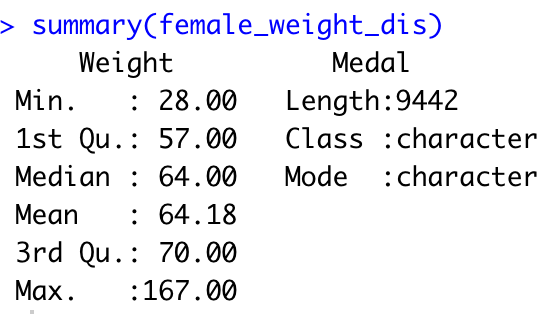 > summary(female_weight_dis)
     Weight          Medal
 Min.   : 28.00   Length:9442
 1st Qu.: 57.00   Class :character
 Median : 64.00   Mode  :character
 Mean   : 64.18
 3rd Qu.: 70.00
 Max.   :167.00